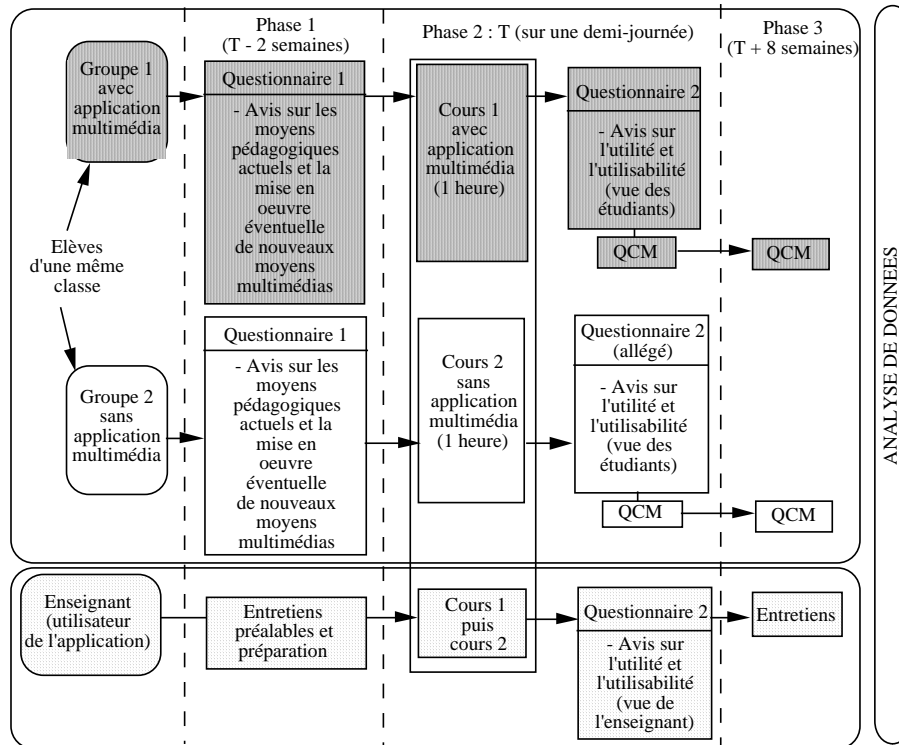 Phase 1
(T - 2 semaines)
Phase 2 : T (sur une demi-journée)
Phase 3
(T + 8 semaines)
Groupe 1
avec
application
multimédia
Questionnaire 1
- Avis sur les
moyens
pédagogiques
actuels et la
mise en
oeuvre
éventuelle
de nouveaux
moyens
multimédias
Cours 1
avec
application
multimédia
(1 heure)
Questionnaire 2
- Avis sur
l'utilité et
l'utilisabilité
(vue des
étudiants)
QCM
QCM
Elèves
d'une même
classe
Groupe 2
sans
application
multimédia
Questionnaire 1
- Avis sur les
moyens
pédagogiques
actuels et la
mise en
oeuvre
éventuelle
de nouveaux
moyens
multimédias
Cours 2
sans
application
multimédia
(1 heure)
Questionnaire 2
(allégé)
- Avis sur
l'utilité et
l'utilisabilité
(vue des
étudiants)
QCM
QCM
Enseignant
(utilisateur
de l'application)
Entretiens
préalables et
préparation
Cours 1
puis
cours 2
Questionnaire 2
- Avis sur
l'utilité et
l'utilisabilité
(vue de
l'enseignant)
Entretiens
ANALYSE DE DONNEES